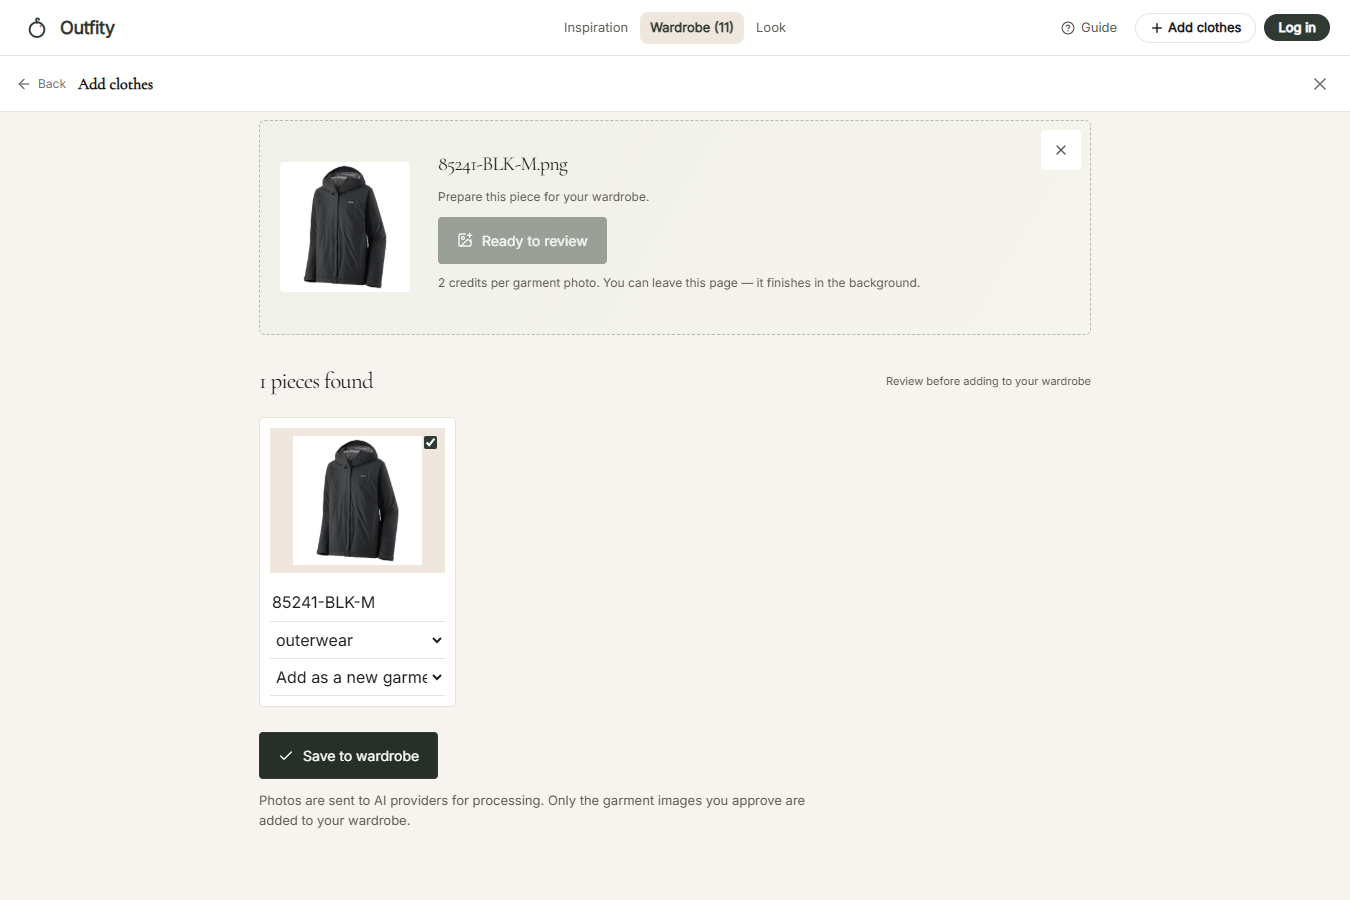 Outfity
Inspiration
Wardrobe (11)
Look
Guide
+ Add clothes
Log in
Back
Add clothes
85241-BLK-M.png
Prepare this piece for your wardrobe.
Ready to review
2 credits per garment photo. You can leave this page — it finishes in the background.
1 pieces found
Review before adding to your wardrobe
85241-BLK-M
outerwear
Add as a new garme
Save to wardrobe
Photos are sent to AI providers for processing. Only the garment images you approve are
added to your wardrobe.